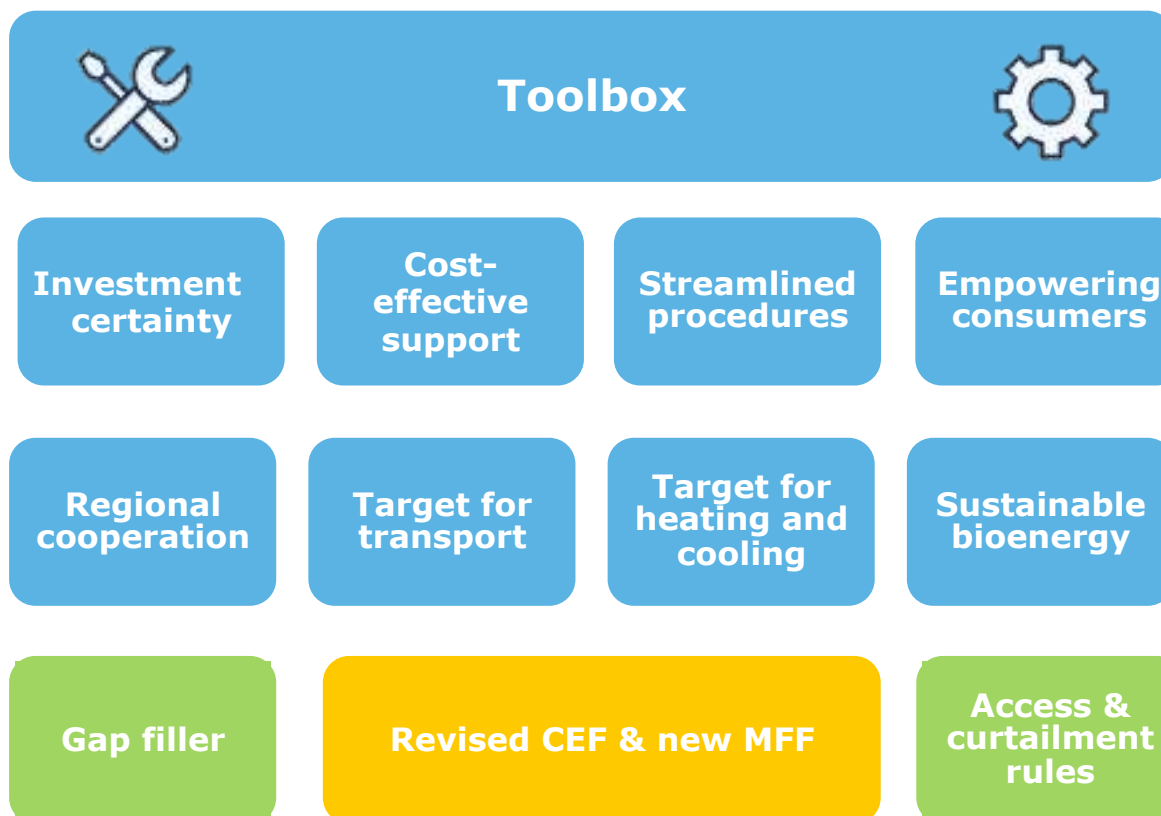 Toolbox
Investment
certainty
Cost-
effective
support
Streamlined
procedures
Empowering
consumers
Regional
cooperation
Target for
transport
Target for
heating and
cooling
Sustainable
bioenergy
Gap filler
Revised CEF & new MFF
Access &
curtailment
rules